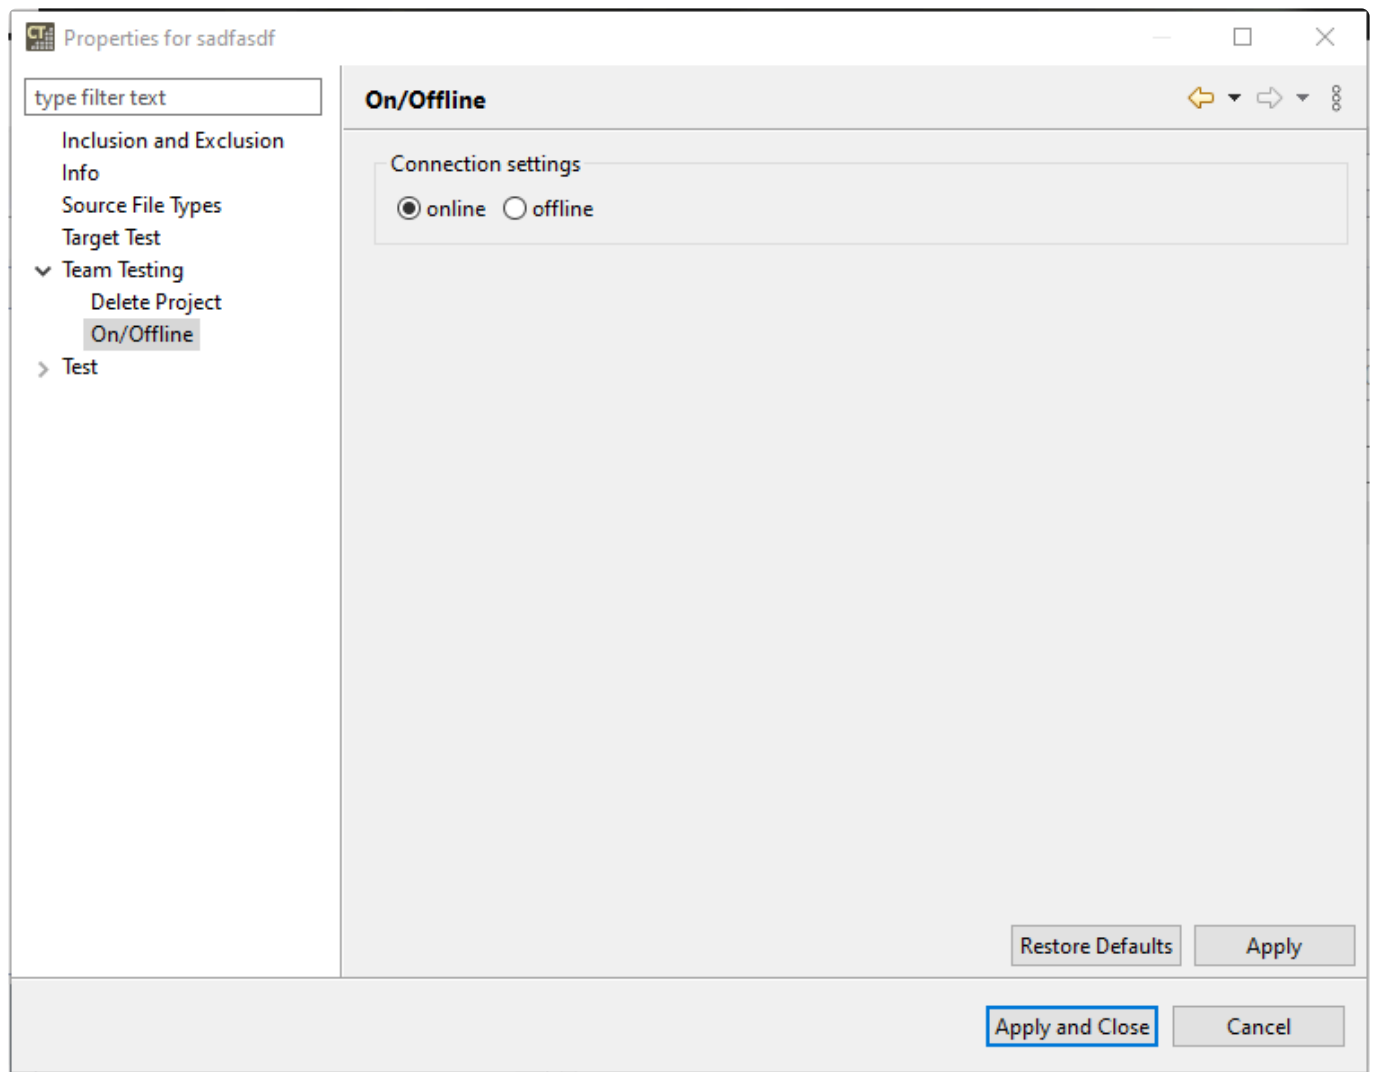 CT
Properties for sadfasdf
type filter text
On/Offline
Inclusion and Exclusion
Info
Source File Types
Target Test
Team Testing
Delete Project
On/Offline
Test
Connection settings
online offline
Restore Defaults Apply
Apply and Close Cancel